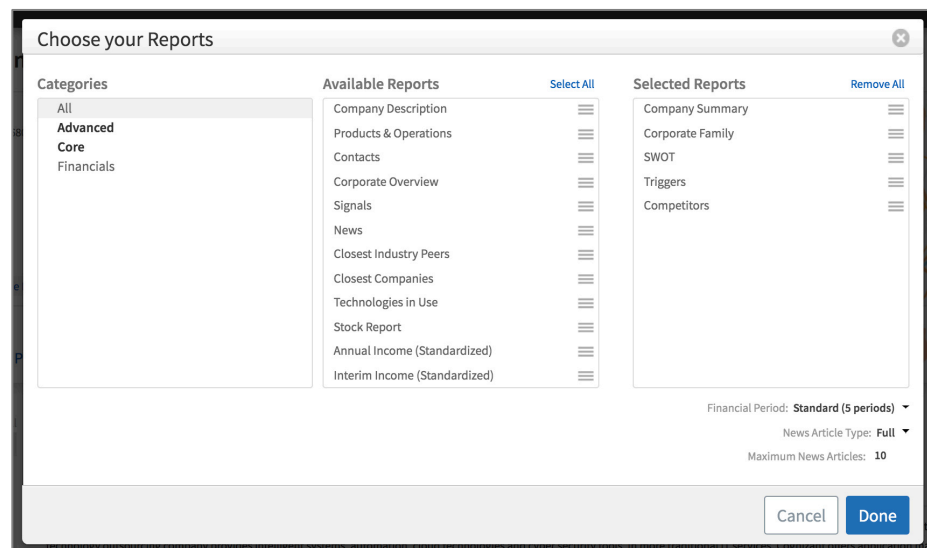 Choose your Reports
Categories
All
Advanced
Core
Financials
Available Reports
Select All
Company Description
Products & Operations
Contacts
Corporate Overview
Signals
News
Closest Industry Peers
Closest Companies
Technologies in Use
Stock Report
Annual Income (Standardized)
Interim Income (Standardized)
Selected Reports
Remove All
Company Summary
Corporate Family
SWOT
Triggers
Competitors
Financial Period: Standard (5 periods)
News Article Type: Full
Maximum News Articles: 10
Cancel
Done